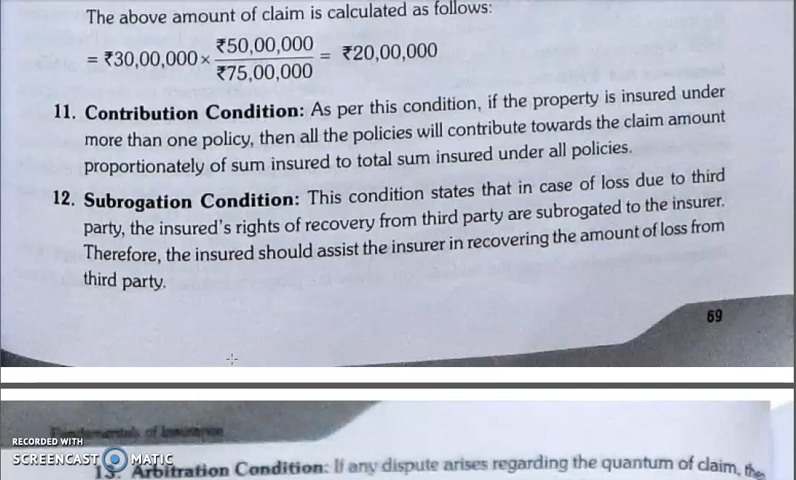 The above amount of claim is calculated as follows:
= ₹30,00,000 × ₹50,00,000 / ₹75,00,000 = ₹20,00,000
11. Contribution Condition: As per this condition, if the property is insured under
more than one policy, then all the policies will contribute towards the claim amount
proportionately of sum insured to total sum insured under all policies.
12. Subrogation Condition: This condition states that in case of loss due to third
party, the insured's rights of recovery from third party are subrogated to the insurer.
Therefore, the insured should assist the insurer in recovering the amount of loss from
third party.
69
Fundamentals of Insurance
RECORDED WITH
SCREENCAST MATIC
13. Arbitration Condition: If any dispute arises regarding the quantum of claim, the